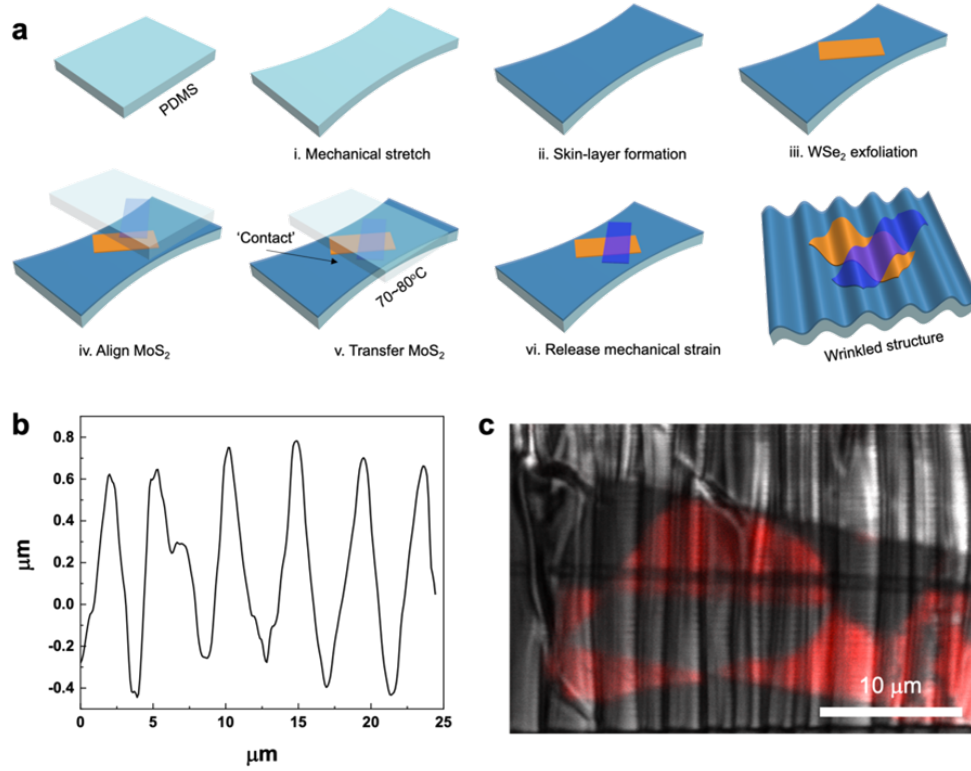 a
PDMS
i. Mechanical stretch
ii. Skin-layer formation
iii. WSe₂ exfoliation
'Contact'
70~80°C
iv. Align MoS₂
v. Transfer MoS₂
vi. Release mechanical strain
Wrinkled structure
b
0.8
0.6
0.4
0.2
0.0
-0.2
-0.4
μm
0 5 10 15 20 25
μm
c
10 μm